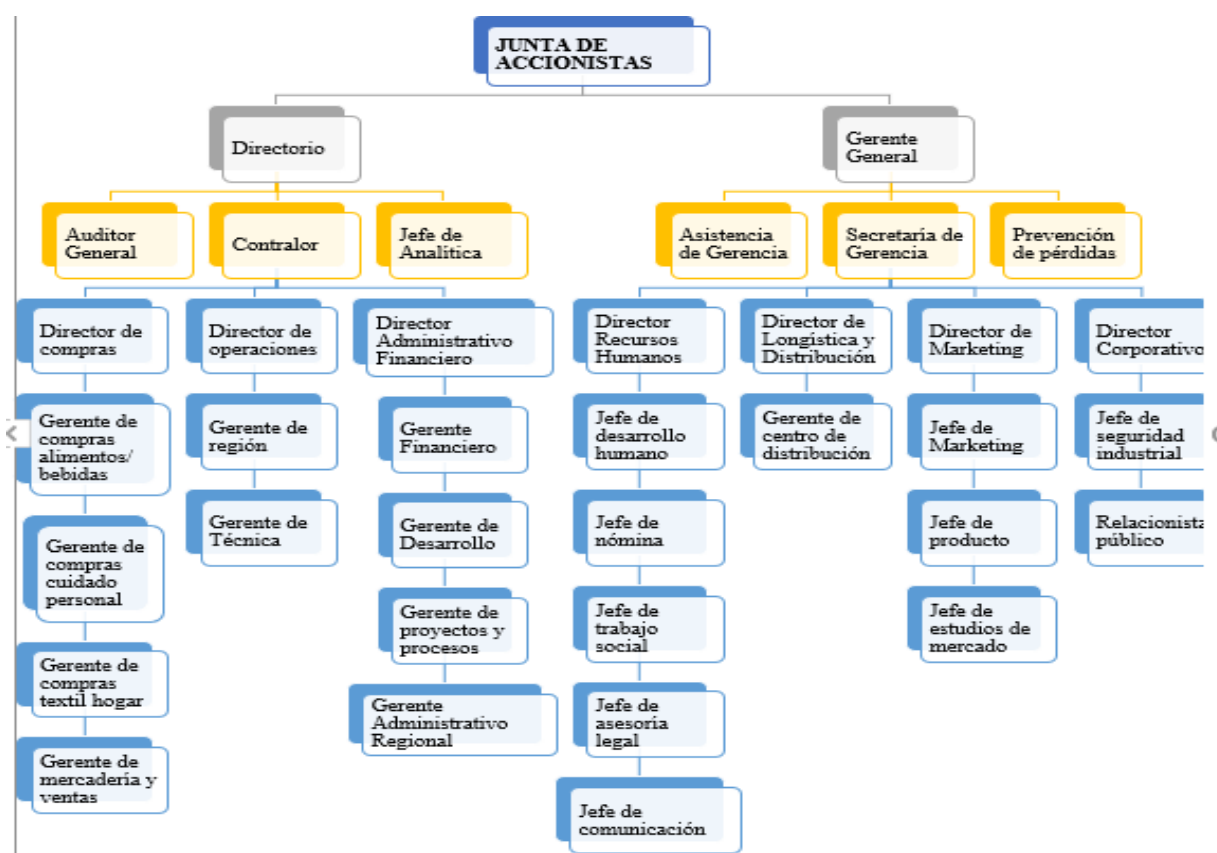 JUNTA DE
ACCIONISTAS
Directorio
Gerente
General
Auditor
General
Contralor
Jefe de
Analítica
Asistencia
de Gerencia
Secretaría de
Gerencia
Prevención
de pérdidas
Director de
compras
Director de
operaciones
Director
Administrativo
Financiero
Director
Recursos
Humanos
Director de
Longística y
Distribución
Director de
Marketing
Director
Corporativo
Gerente de
compras
alimentos/
bebidas
Gerente de
región
Gerente
Financiero
Jefe de
desarrollo
humano
Gerente de
centro de
distribución
Jefe de
Marketing
Jefe de
seguridad
industrial
Gerente de
compras
cuidado
personal
Gerente de
Técnica
Gerente de
Desarrollo
Jefe de
nómina
Jefe de
producto
Relacionista
público
Gerente de
compras
textil hogar
Gerente de
proyectos y
procesos
Jefe de
trabajo
social
Jefe de
estudios de
mercado
Gerente de
mercadería y
ventas
Gerente
Administrativo
Regional
Jefe de
asesoría
legal
Jefe de
comunicación